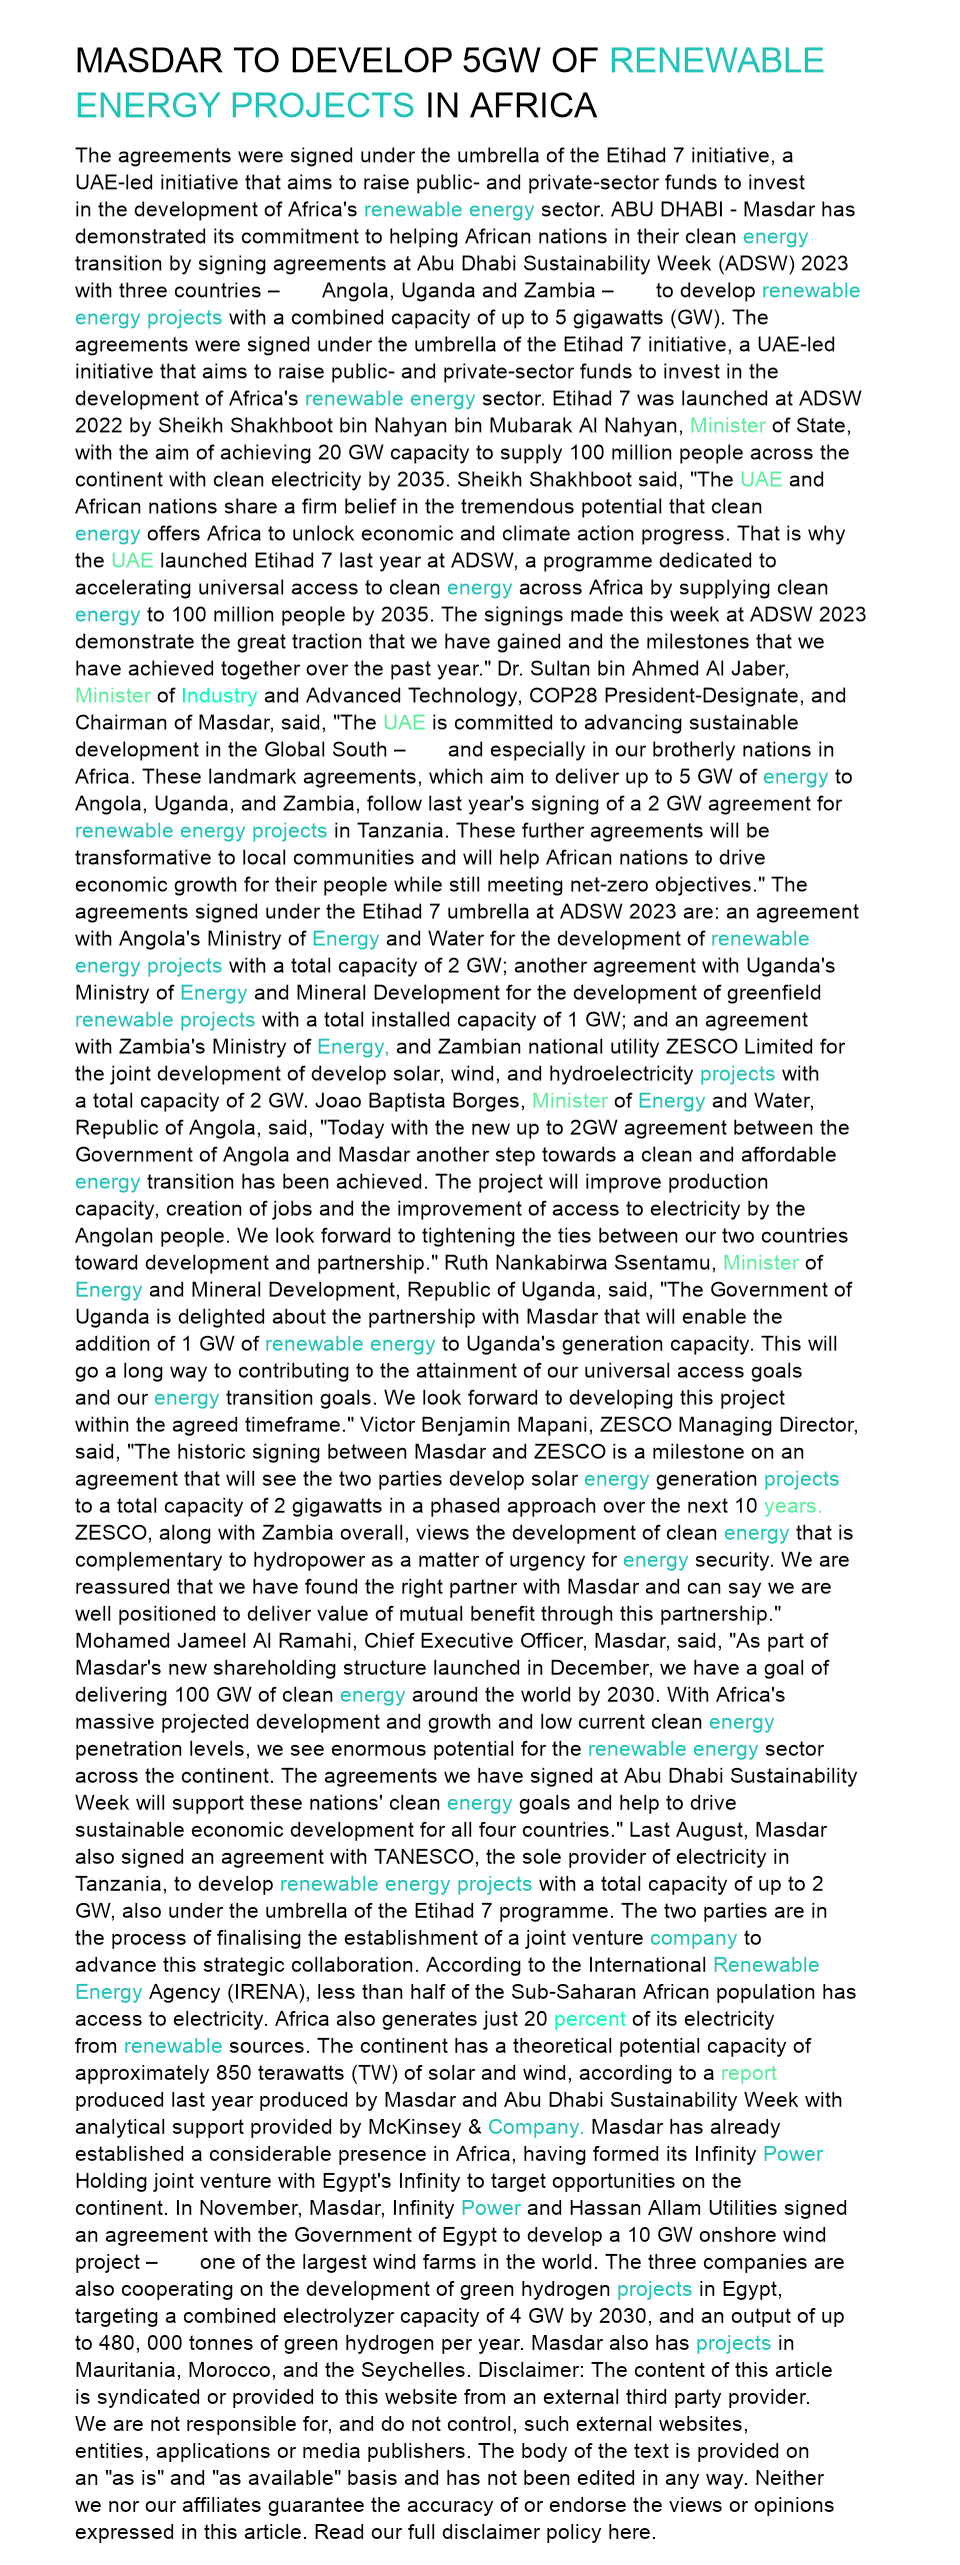 MASDAR TO DEVELOP 5GW OF RENEWABLE
ENERGY PROJECTS IN AFRICA
The agreements were signed under the umbrella of the Etihad 7 initiative, a
UAE-led initiative that aims to raise public- and private-sector funds to invest
in the development of Africa's renewable energy sector. ABU DHABI - Masdar has
demonstrated its commitment to helping African nations in their clean energy
transition by signing agreements at Abu Dhabi Sustainability Week (ADSW) 2023
with three countries – Angola, Uganda and Zambia – to develop renewable
energy projects with a combined capacity of up to 5 gigawatts (GW). The
agreements were signed under the umbrella of the Etihad 7 initiative, a UAE-led
initiative that aims to raise public- and private-sector funds to invest in the
development of Africa's renewable energy sector. Etihad 7 was launched at ADSW
2022 by Sheikh Shakhboot bin Nahyan bin Mubarak Al Nahyan, Minister of State,
with the aim of achieving 20 GW capacity to supply 100 million people across the
continent with clean electricity by 2035. Sheikh Shakhboot said, "The UAE and
African nations share a firm belief in the tremendous potential that clean
energy offers Africa to unlock economic and climate action progress. That is why
the UAE launched Etihad 7 last year at ADSW, a programme dedicated to
accelerating universal access to clean energy across Africa by supplying clean
energy to 100 million people by 2035. The signings made this week at ADSW 2023
demonstrate the great traction that we have gained and the milestones that we
have achieved together over the past year." Dr. Sultan bin Ahmed Al Jaber,
Minister of Industry and Advanced Technology, COP28 President-Designate, and
Chairman of Masdar, said, "The UAE is committed to advancing sustainable
development in the Global South – and especially in our brotherly nations in
Africa. These landmark agreements, which aim to deliver up to 5 GW of energy to
Angola, Uganda, and Zambia, follow last year's signing of a 2 GW agreement for
renewable energy projects in Tanzania. These further agreements will be
transformative to local communities and will help African nations to drive
economic growth for their people while still meeting net-zero objectives." The
agreements signed under the Etihad 7 umbrella at ADSW 2023 are: an agreement
with Angola's Ministry of Energy and Water for the development of renewable
energy projects with a total capacity of 2 GW; another agreement with Uganda's
Ministry of Energy and Mineral Development for the development of greenfield
renewable projects with a total installed capacity of 1 GW; and an agreement
with Zambia's Ministry of Energy, and Zambian national utility ZESCO Limited for
the joint development of develop solar, wind, and hydroelectricity projects with
a total capacity of 2 GW. Joao Baptista Borges, Minister of Energy and Water,
Republic of Angola, said, "Today with the new up to 2GW agreement between the
Government of Angola and Masdar another step towards a clean and affordable
energy transition has been achieved. The project will improve production
capacity, creation of jobs and the improvement of access to electricity by the
Angolan people. We look forward to tightening the ties between our two countries
toward development and partnership." Ruth Nankabirwa Ssentamu, Minister of
Energy and Mineral Development, Republic of Uganda, said, "The Government of
Uganda is delighted about the partnership with Masdar that will enable the
addition of 1 GW of renewable energy to Uganda's generation capacity. This will
go a long way to contributing to the attainment of our universal access goals
and our energy transition goals. We look forward to developing this project
within the agreed timeframe." Victor Benjamin Mapani, ZESCO Managing Director,
said, "The historic signing between Masdar and ZESCO is a milestone on an
agreement that will see the two parties develop solar energy generation projects
to a total capacity of 2 gigawatts in a phased approach over the next 10 years.
ZESCO, along with Zambia overall, views the development of clean energy that is
complementary to hydropower as a matter of urgency for energy security. We are
reassured that we have found the right partner with Masdar and can say we are
well positioned to deliver value of mutual benefit through this partnership."
Mohamed Jameel Al Ramahi, Chief Executive Officer, Masdar, said, "As part of
Masdar's new shareholding structure launched in December, we have a goal of
delivering 100 GW of clean energy around the world by 2030. With Africa's
massive projected development and growth and low current clean energy
penetration levels, we see enormous potential for the renewable energy sector
across the continent. The agreements we have signed at Abu Dhabi Sustainability
Week will support these nations' clean energy goals and help to drive
sustainable economic development for all four countries." Last August, Masdar
also signed an agreement with TANESCO, the sole provider of electricity in
Tanzania, to develop renewable energy projects with a total capacity of up to 2
GW, also under the umbrella of the Etihad 7 programme. The two parties are in
the process of finalising the establishment of a joint venture company to
advance this strategic collaboration. According to the International Renewable
Energy Agency (IRENA), less than half of the Sub-Saharan African population has
access to electricity. Africa also generates just 20 percent of its electricity
from renewable sources. The continent has a theoretical potential capacity of
approximately 850 terawatts (TW) of solar and wind, according to a report
produced last year produced by Masdar and Abu Dhabi Sustainability Week with
analytical support provided by McKinsey & Company. Masdar has already
established a considerable presence in Africa, having formed its Infinity Power
Holding joint venture with Egypt's Infinity to target opportunities on the
continent. In November, Masdar, Infinity Power and Hassan Allam Utilities signed
an agreement with the Government of Egypt to develop a 10 GW onshore wind
project – one of the largest wind farms in the world. The three companies are
also cooperating on the development of green hydrogen projects in Egypt,
targeting a combined electrolyzer capacity of 4 GW by 2030, and an output of up
to 480, 000 tonnes of green hydrogen per year. Masdar also has projects in
Mauritania, Morocco, and the Seychelles. Disclaimer: The content of this article
is syndicated or provided to this website from an external third party provider.
We are not responsible for, and do not control, such external websites,
entities, applications or media publishers. The body of the text is provided on
an "as is" and "as available" basis and has not been edited in any way. Neither
we nor our affiliates guarantee the accuracy of or endorse the views or opinions
expressed in this article. Read our full disclaimer policy here.